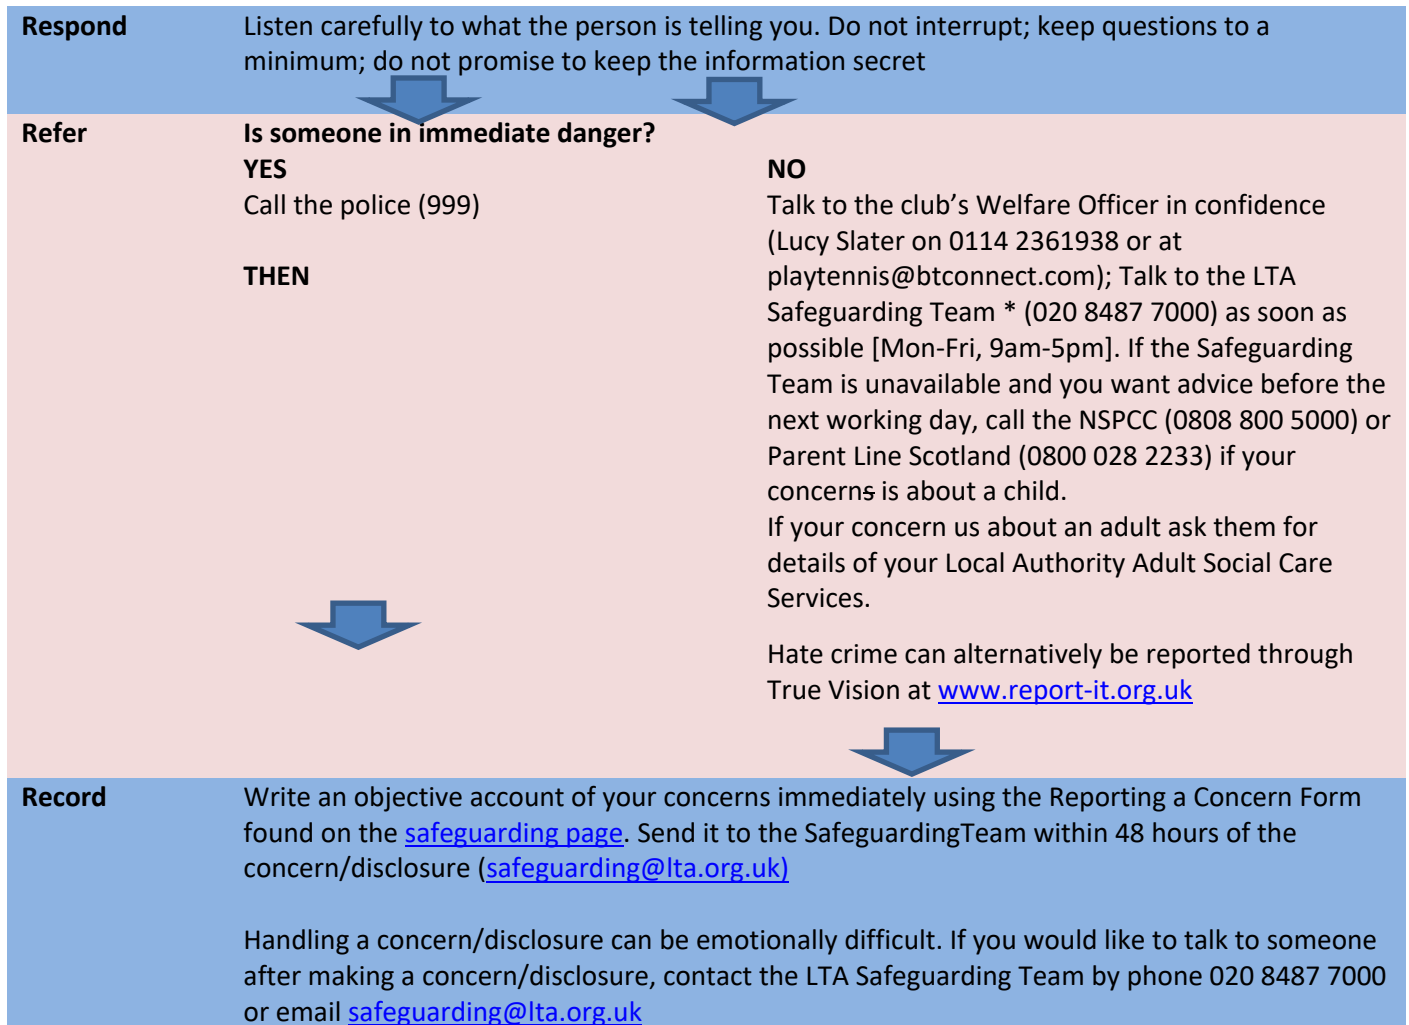 Respond
Listen carefully to what the person is telling you. Do not interrupt; keep questions to a
minimum; do not promise to keep the information secret
Refer
Is someone in immediate danger?
YES
Call the police (999)
THEN
NO
Talk to the club’s Welfare Officer in confidence
(Lucy Slater on 0114 2361938 or at
playtennis@btconnect.com); Talk to the LTA
Safeguarding Team * (020 8487 7000) as soon as
possible [Mon-Fri, 9am-5pm]. If the Safeguarding
Team is unavailable and you want advice before the
next working day, call the NSPCC (0808 800 5000) or
Parent Line Scotland (0800 028 2233) if your
concerns is about a child.
If your concern us about an adult ask them for
details of your Local Authority Adult Social Care
Services.
Hate crime can alternatively be reported through
True Vision at www.report-it.org.uk
Record
Write an objective account of your concerns immediately using the Reporting a Concern Form
found on the safeguarding page. Send it to the SafeguardingTeam within 48 hours of the
concern/disclosure (safeguarding@lta.org.uk)
Handling a concern/disclosure can be emotionally difficult. If you would like to talk to someone
after making a concern/disclosure, contact the LTA Safeguarding Team by phone 020 8487 7000
or email safeguarding@lta.org.uk